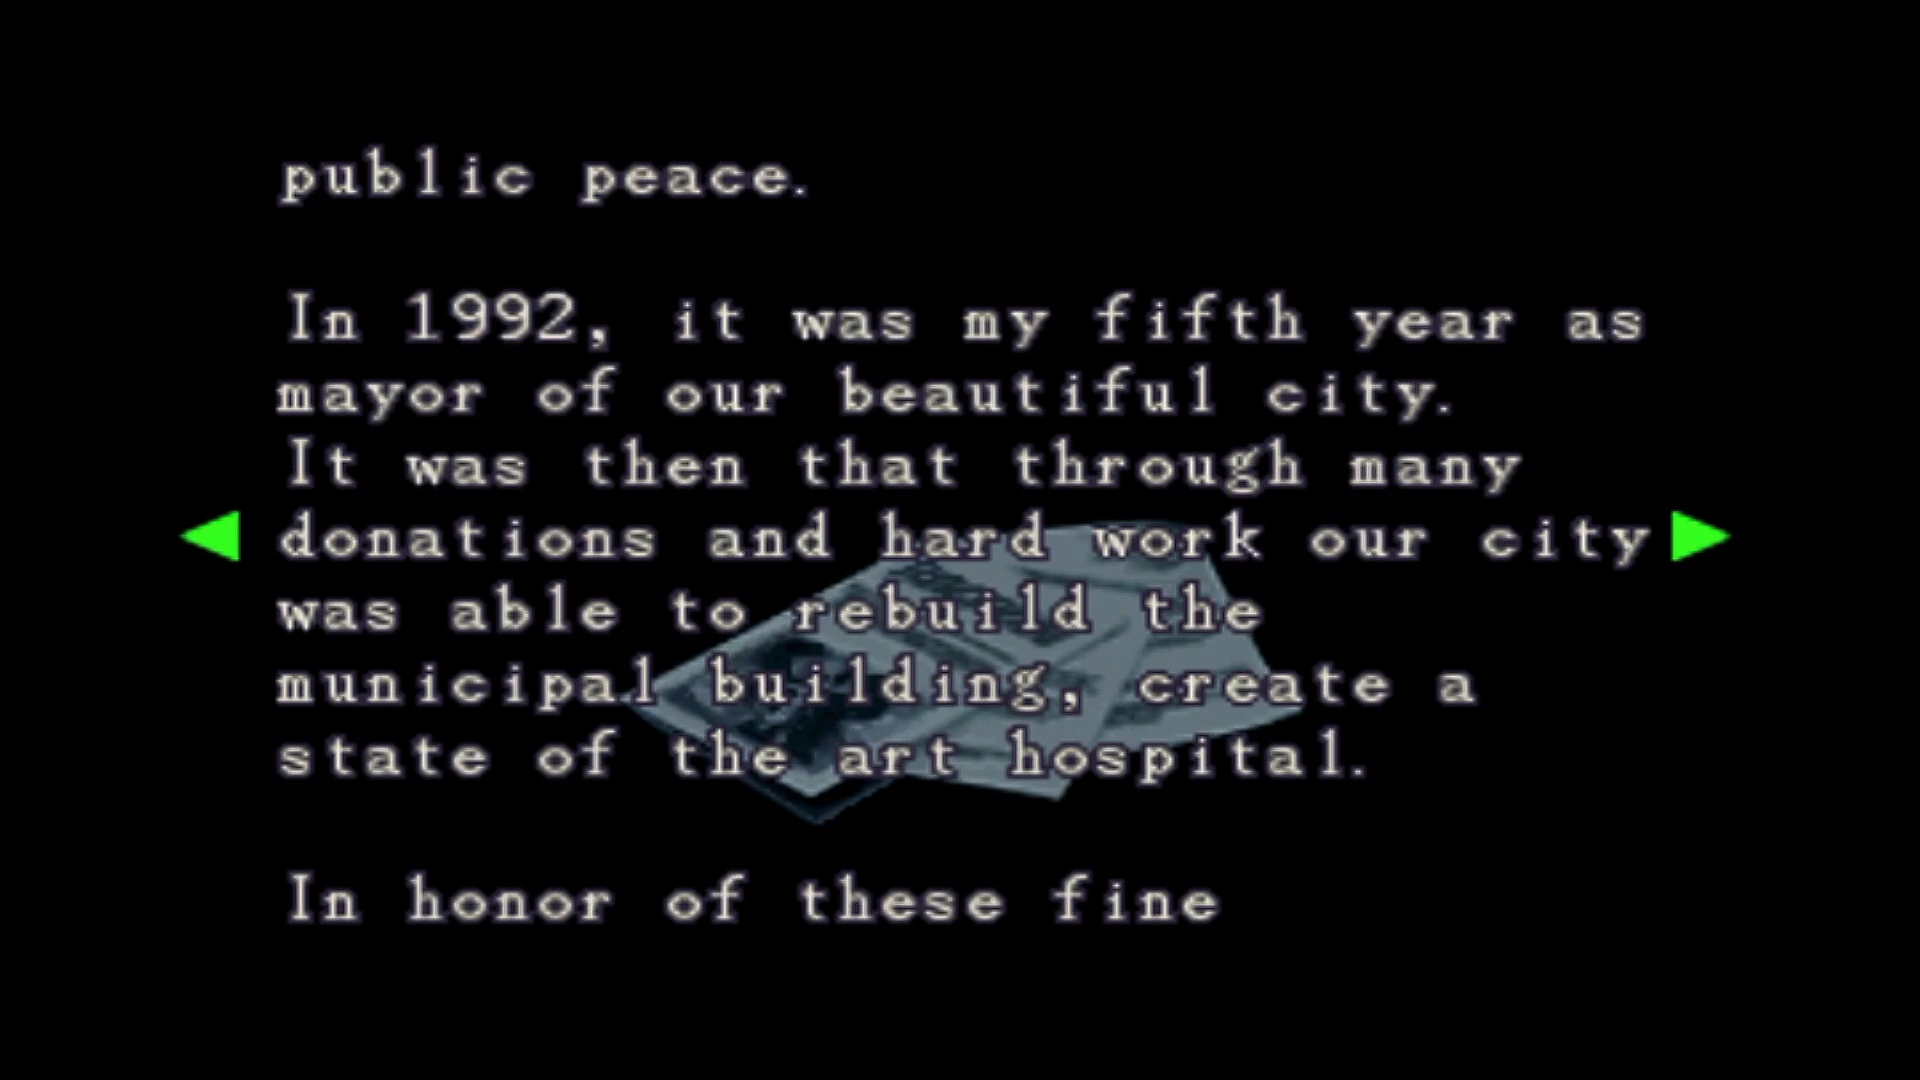 public peace.
In 1992, it was my fifth year as
mayor of our beautiful city.
It was then that through many
donations and hard work our city
was able to rebuild the
municipal building, create a
state of the art hospital.
In honor of these fine